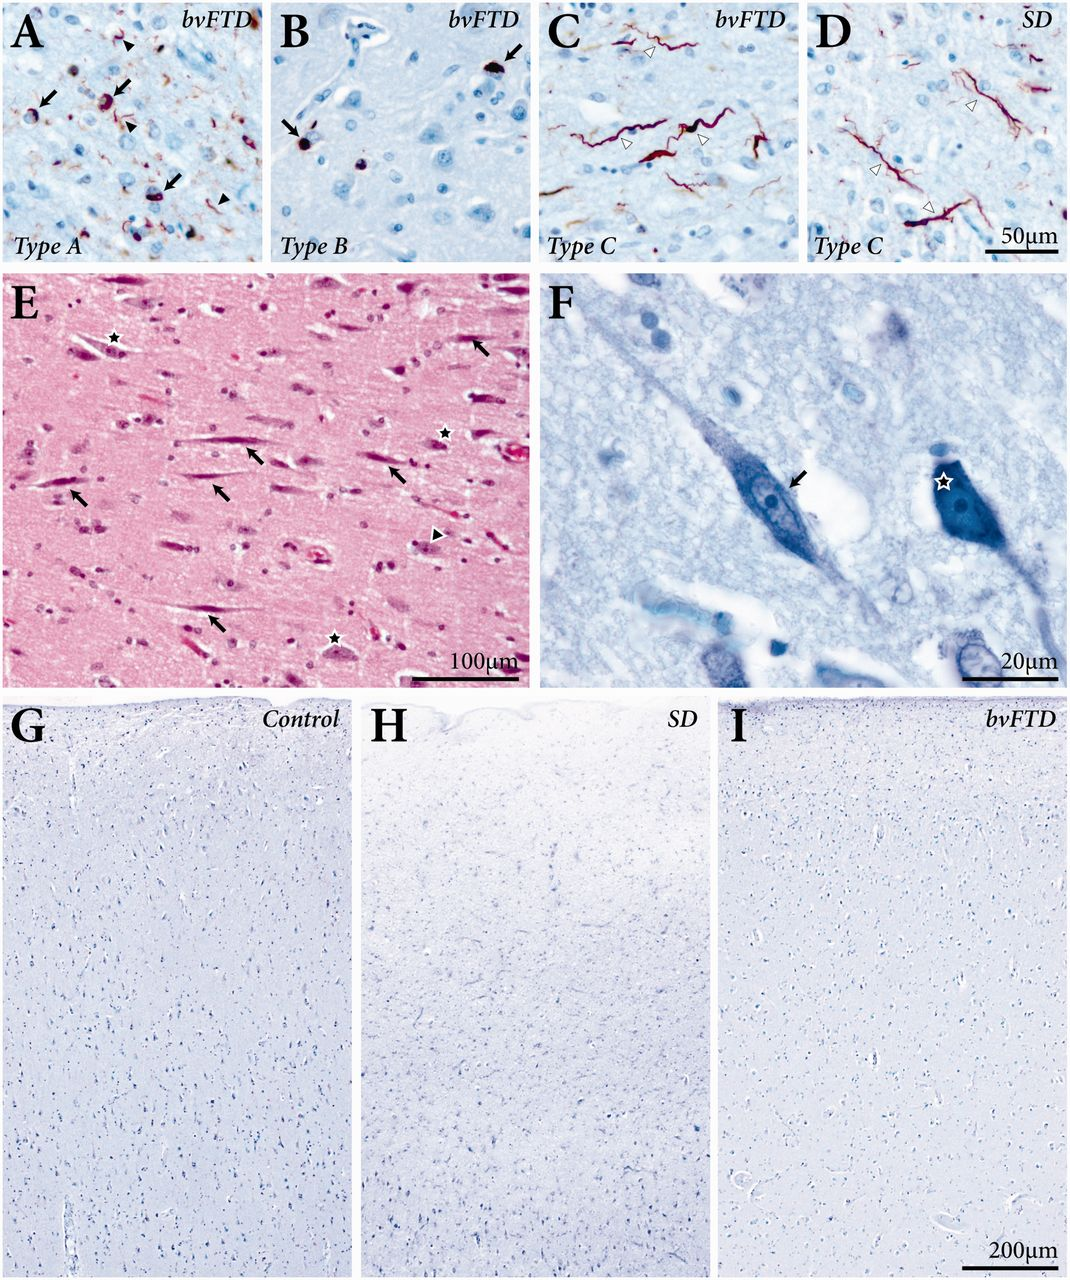 A bvFTD
Type A
B bvFTD
Type B
C bvFTD
Type C
D SD
Type C
50μm
E
100μm
F
20μm
G Control
H SD
I bvFTD
200μm